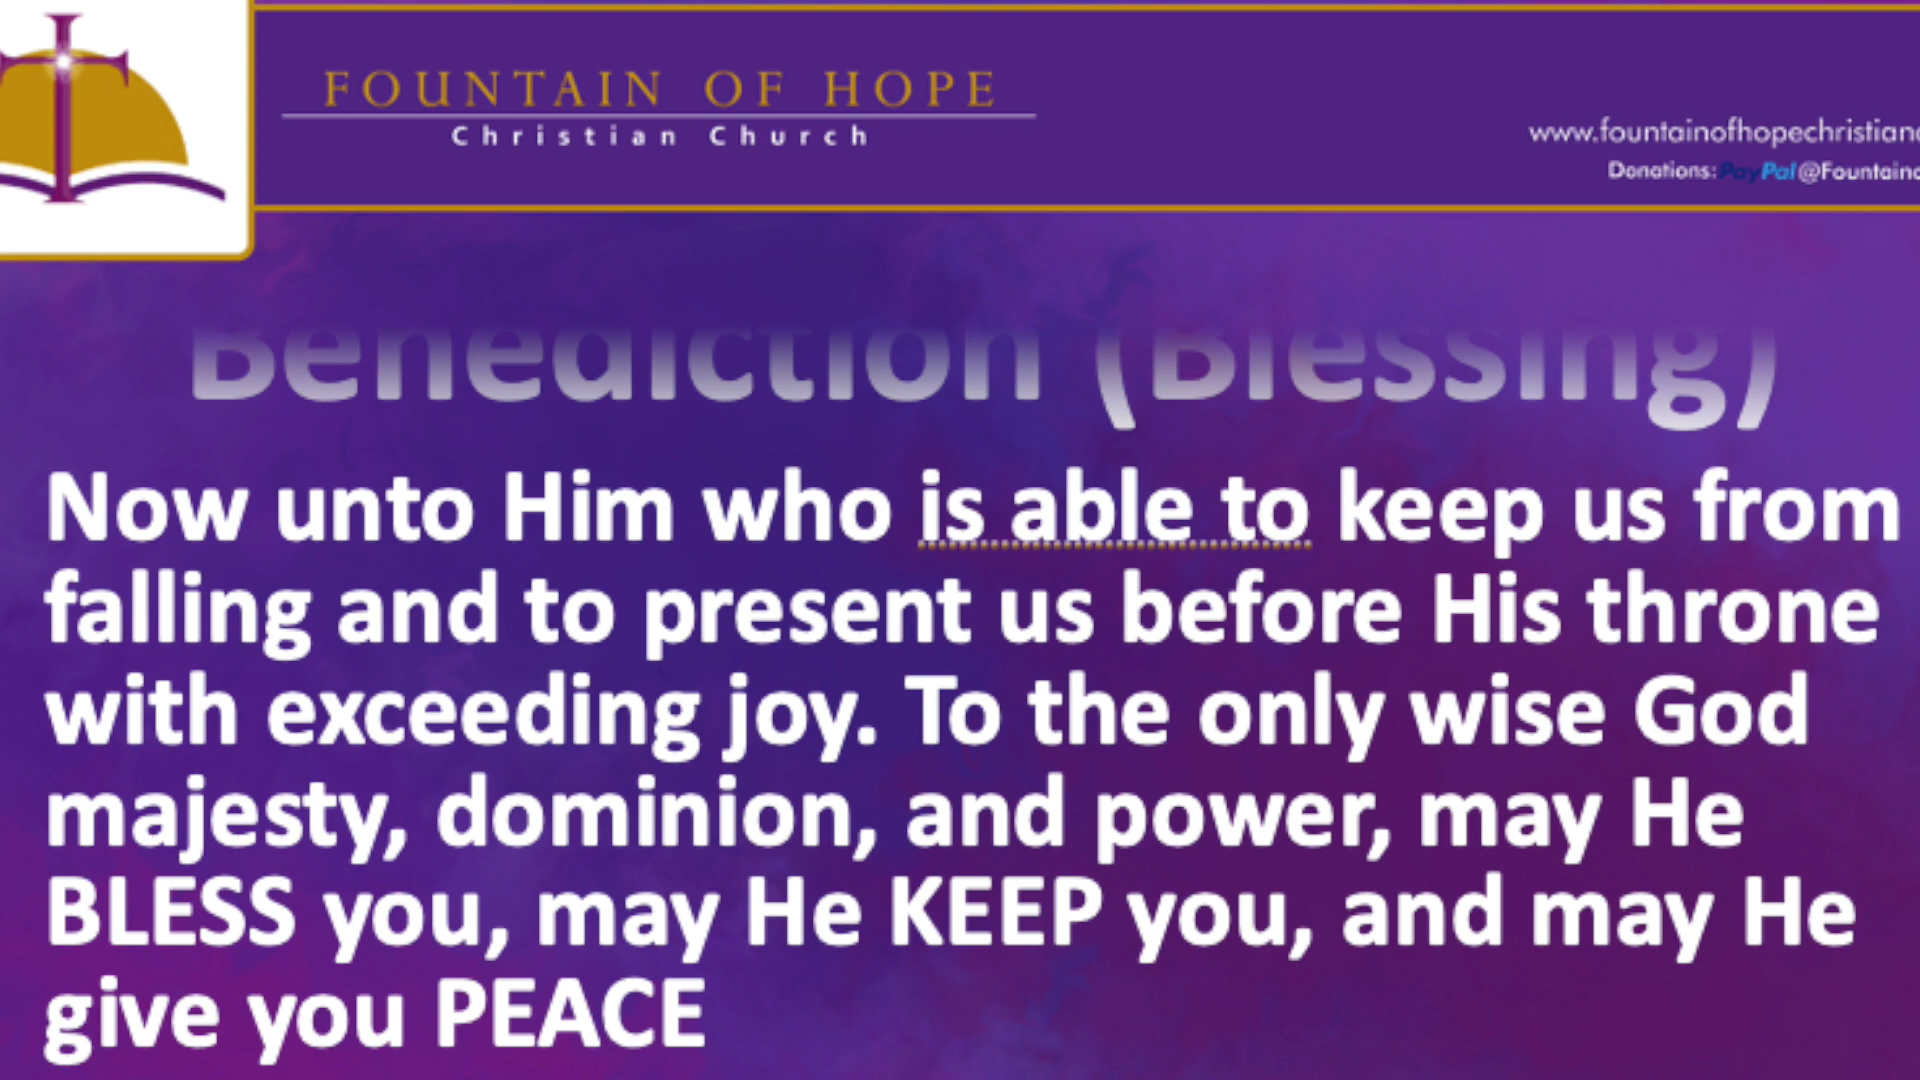 FOUNTAIN OF HOPE
Christian Church
www.fountainofhopechristian
Donations: PayPal @Fountain
Benediction (Blessing)
Now unto Him who is able to keep us from
falling and to present us before His throne
with exceeding joy. To the only wise God
majesty, dominion, and power, may He
BLESS you, may He KEEP you, and may He
give you PEACE